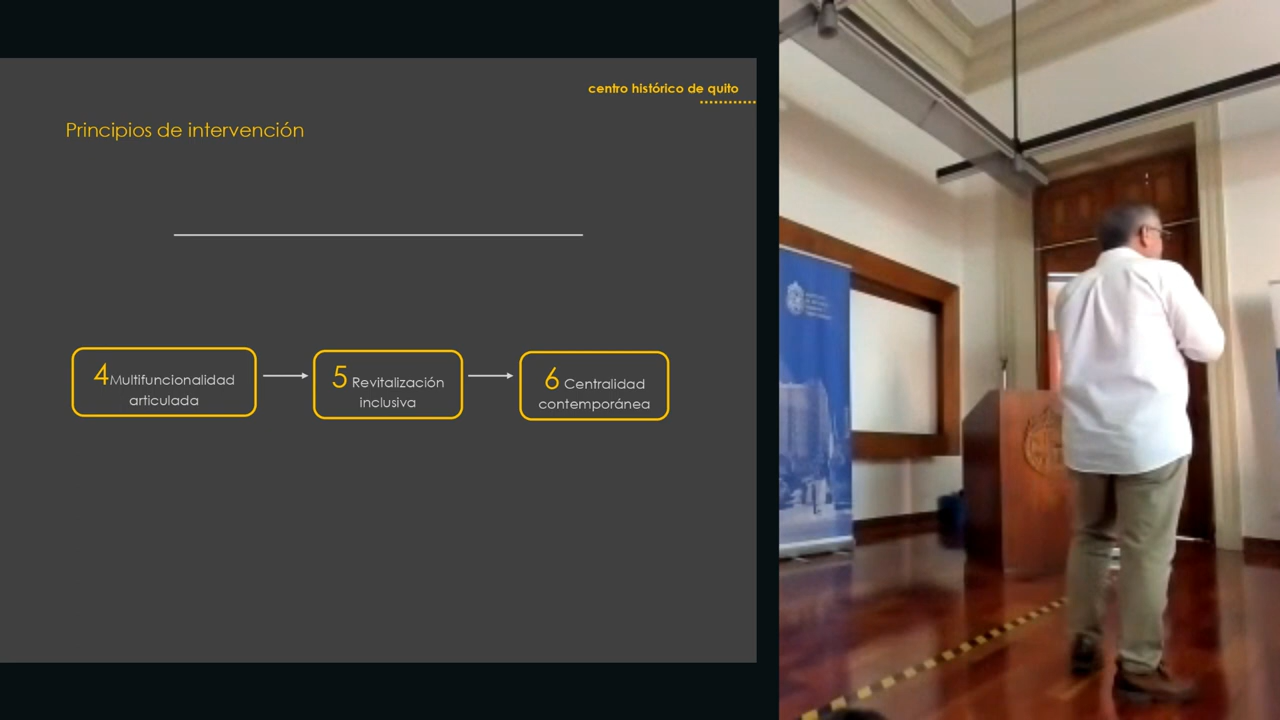 centro histórico de quito
Principios de intervención
4 Multifuncionalidad
articulada
5 Revitalización
inclusiva
6 Centralidad
contemporánea